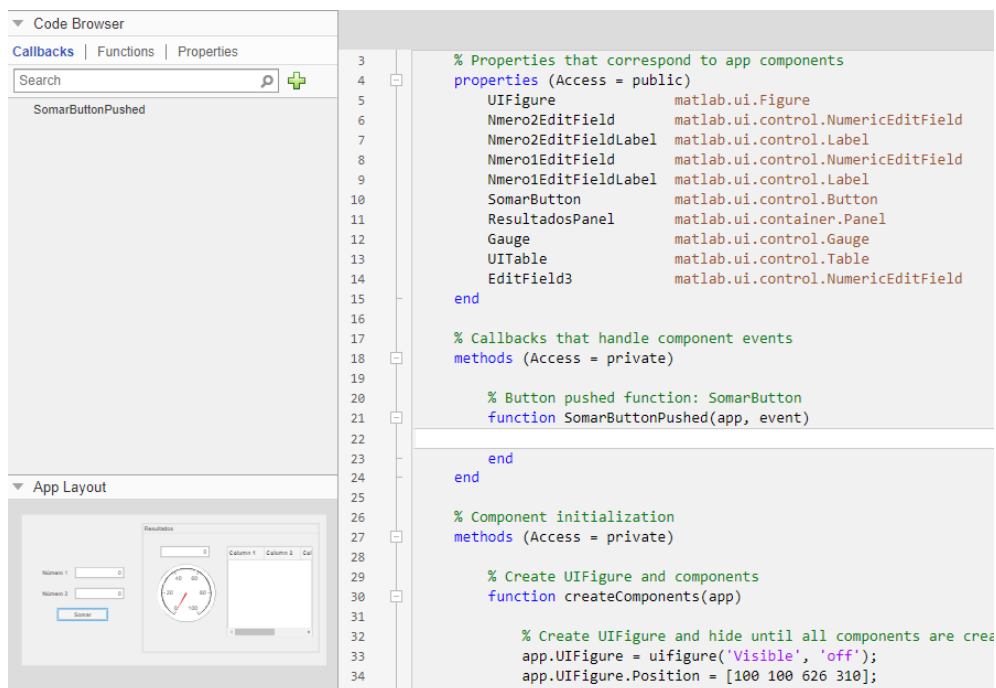 Code Browser
Callbacks | Functions | Properties
Search
SomarButtonPushed
App Layout
Resultados
0
Column 1 Column 2 Col
Número 1 0
Número 2 0
Somar
40 60
20 80
0 100
3 % Properties that correspond to app components
4 properties (Access = public)
5 UIFigure matlab.ui.Figure
6 Nmero2EditField matlab.ui.control.NumericEditField
7 Nmero2EditFieldLabel matlab.ui.control.Label
8 Nmero1EditField matlab.ui.control.NumericEditField
9 Nmero1EditFieldLabel matlab.ui.control.Label
10 SomarButton matlab.ui.control.Button
11 ResultadosPanel matlab.ui.container.Panel
12 Gauge matlab.ui.control.Gauge
13 UITable matlab.ui.control.Table
14 EditField3 matlab.ui.control.NumericEditField
15 end
16
17 % Callbacks that handle component events
18 methods (Access = private)
19
20 % Button pushed function: SomarButton
21 function SomarButtonPushed(app, event)
22
23 end
24 end
25
26 % Component initialization
27 methods (Access = private)
28
29 % Create UIFigure and components
30 function createComponents(app)
31
32 % Create UIFigure and hide until all components are crea
33 app.UIFigure = uifigure('Visible', 'off');
34 app.UIFigure.Position = [100 100 626 310];